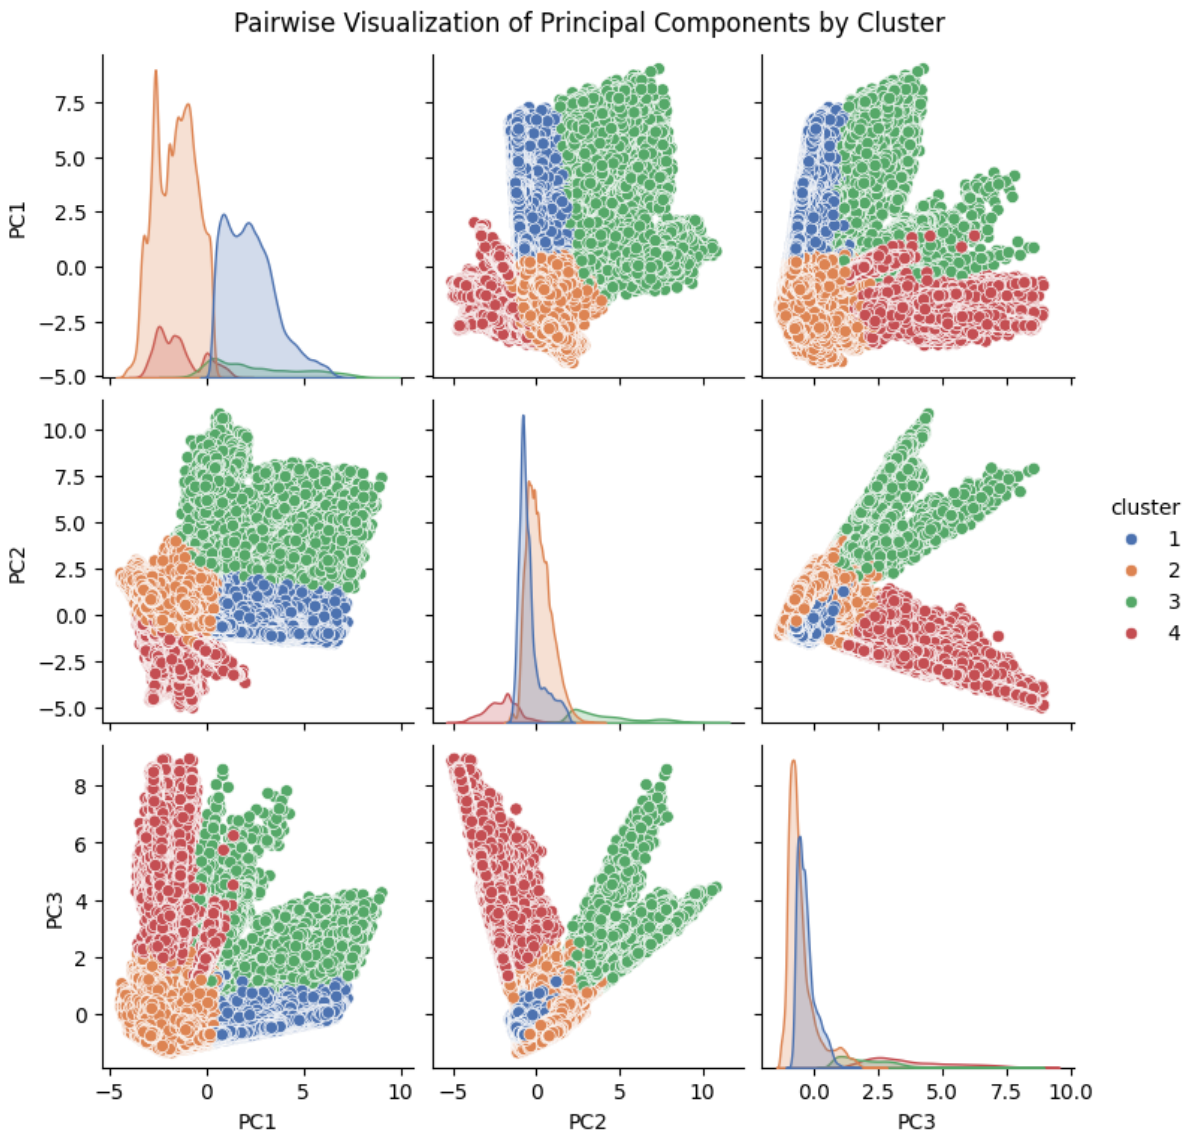 Pairwise Visualization of Principal Components by Cluster
7.5
5.0
2.5
0.0
−2.5
−5.0
PC1
10.0
7.5
5.0
2.5
0.0
−2.5
−5.0
PC2
cluster
1
2
3
4
8
6
4
2
0
PC3
−5 0 5 10
−5 0 5 10
0.0 2.5 5.0 7.5 10.0
PC1 PC2 PC3